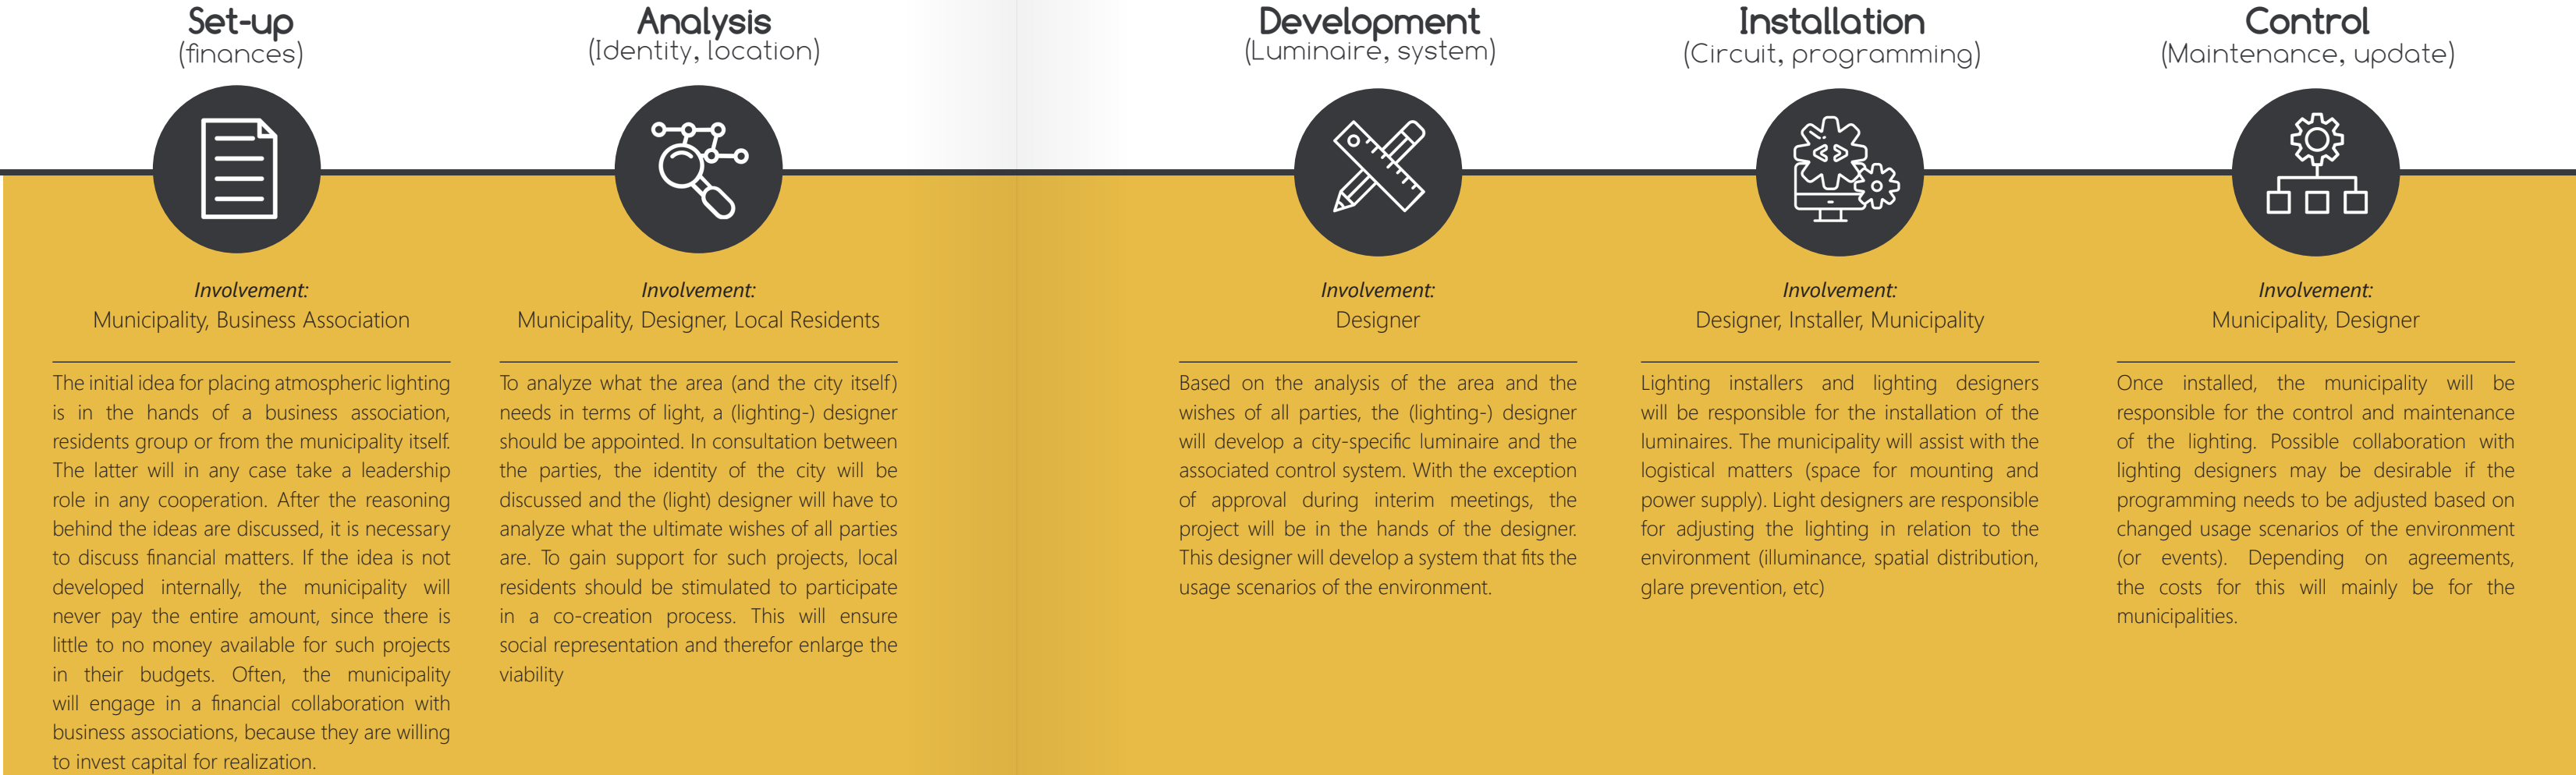 Set-up
(finances)
Involvement:
Municipality, Business Association
The initial idea for placing atmospheric lighting
is in the hands of a business association,
residents group or from the municipality itself.
The latter will in any case take a leadership
role in any cooperation. After the reasoning
behind the ideas are discussed, it is necessary
to discuss financial matters. If the idea is not
developed internally, the municipality will
never pay the entire amount, since there is
little to no money available for such projects
in their budgets. Often, the municipality
will engage in a financial collaboration with
business associations, because they are willing
to invest capital for realization.
Analysis
(Identity, location)
Involvement:
Municipality, Designer, Local Residents
To analyze what the area (and the city itself)
needs in terms of light, a (lighting-) designer
should be appointed. In consultation between
the parties, the identity of the city will be
discussed and the (light) designer will have to
analyze what the ultimate wishes of all parties
are. To gain support for such projects, local
residents should be stimulated to participate
in a co-creation process. This will ensure
social representation and therefor enlarge the
viability
Development
(Luminaire, system)
Involvement:
Designer
Based on the analysis of the area and the
wishes of all parties, the (lighting-) designer
will develop a city-specific luminaire and the
associated control system. With the exception
of approval during interim meetings, the
project will be in the hands of the designer.
This designer will develop a system that fits the
usage scenarios of the environment.
Installation
(Circuit, programming)
Involvement:
Designer, Installer, Municipality
Lighting installers and lighting designers
will be responsible for the installation of the
luminaires. The municipality will assist with the
logistical matters (space for mounting and
power supply). Light designers are responsible
for adjusting the lighting in relation to the
environment (illuminance, spatial distribution,
glare prevention, etc)
Control
(Maintenance, update)
Involvement:
Municipality, Designer
Once installed, the municipality will be
responsible for the control and maintenance
of the lighting. Possible collaboration with
lighting designers may be desirable if the
programming needs to be adjusted based on
changed usage scenarios of the environment
(or events). Depending on agreements,
the costs for this will mainly be for the
municipalities.